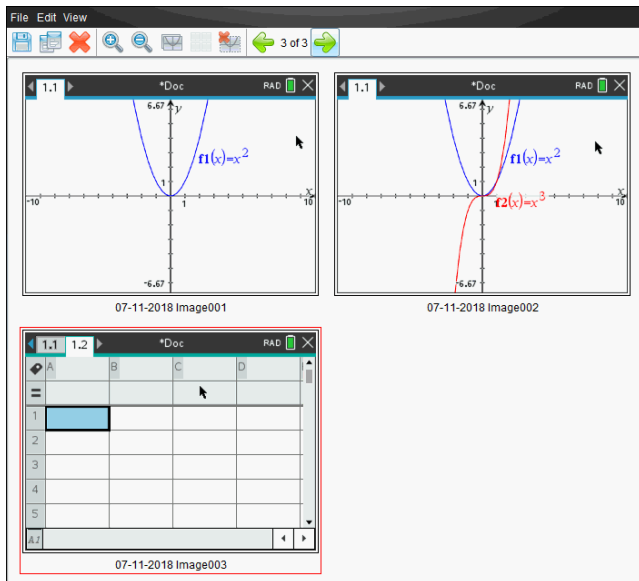 File Edit View
3 of 3
1.1 *Doc RAD
6.67 y
f1(x)=x²
1
x
-10 1 10
-6.67
07-11-2018 Image001
1.1 *Doc RAD
6.67 y
f1(x)=x²
1
x
-10 f2(x)=x³ 10
1
-6.67
07-11-2018 Image002
1.1 1.2 *Doc RAD
A B C D
=
1
2
3
4
5
A1
07-11-2018 Image003